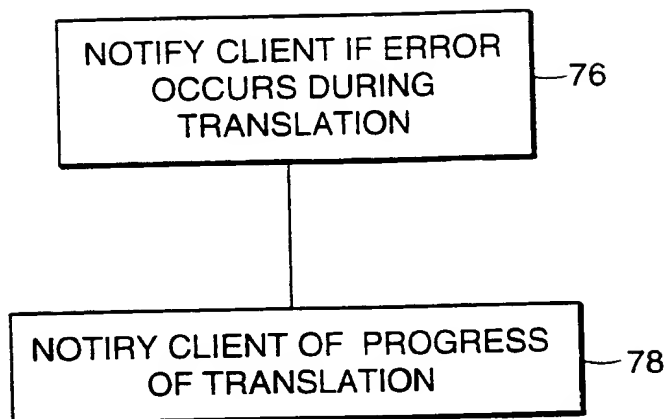 NOTIFY CLIENT IF ERROR
OCCURS DURING
TRANSLATION
76
NOTIRY CLIENT OF PROGRESS
OF TRANSLATION
78